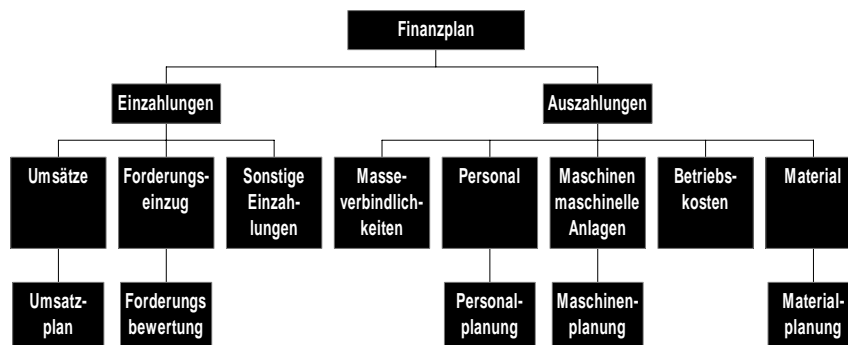 Finanzplan
Einzahlungen
Auszahlungen
Umsätze
Forderungs-
einzug
Sonstige
Einzah-
lungen
Masse-
verbindlich-
keiten
Personal
Maschinen
maschinelle
Anlagen
Betriebs-
kosten
Material
Umsatz-
plan
Forderungs
bewertung
Personal-
planung
Maschinen-
planung
Material-
planung